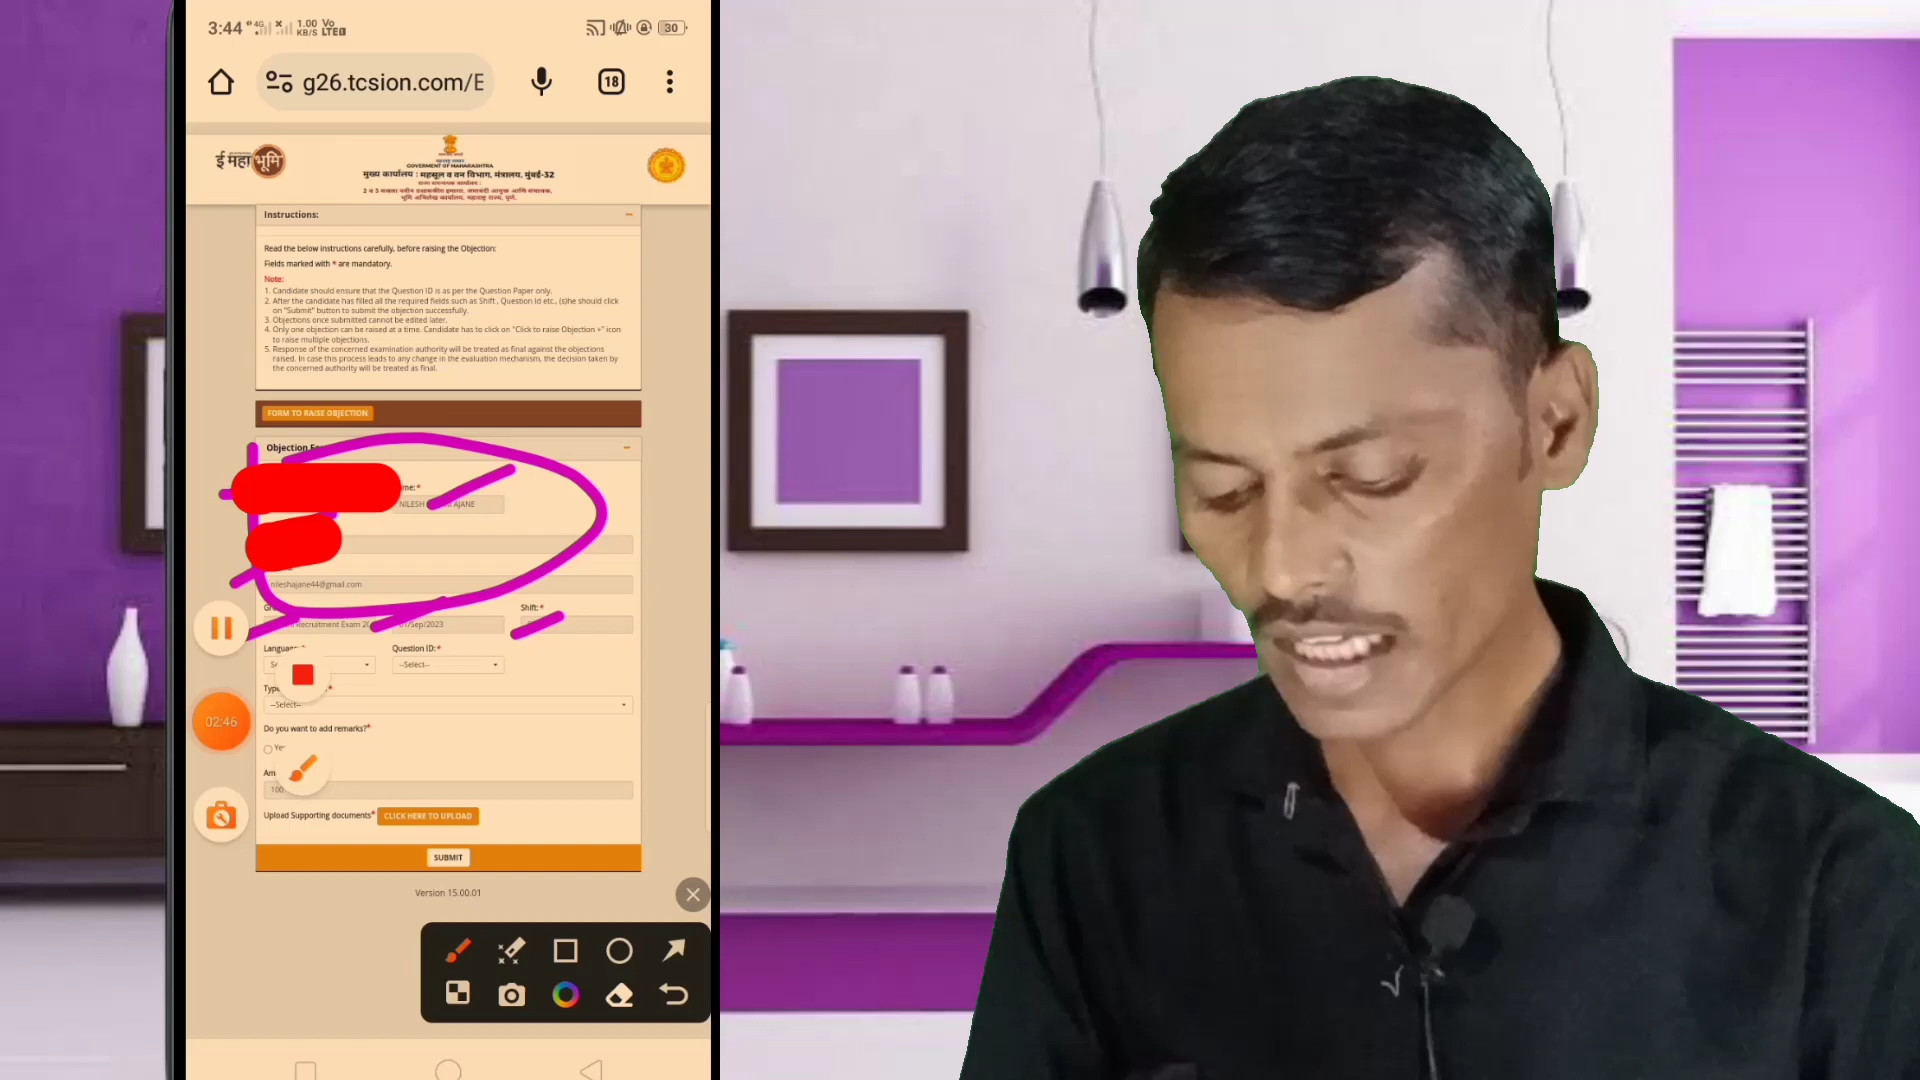 3:44
4G
1.00
KB/S
Vo
LTE
30
g26.tcsion.com/E
18
ई महाभूमि
GOVERMENT OF MAHARASHTRA
मुख्य कार्यालय : महसूल व वन विभाग, मंत्रालय, मुंबई-32
Instructions:
Read the below instructions carefully, before raising the Objection:
Fields marked with * are mandatory.
Note:
1. Candidate should ensure that the Question ID is as per the Question Paper only.
2. After the candidate has filled all the required fields such as Shift , Question Id etc., (s)he should click
on "Submit" button to submit the objection successfully.
3. Objections once submitted cannot be edited later.
4. Only one objection can be raised at a time. Candidate has to click on "Click to raise Objection +" icon
to raise multiple objections.
5. Response of the concerned examination authority will be treated as final against the objections
raised. In case this process leads to any change in the evaluation mechanism, the decision taken by
the concerned authority will be treated as final.
FORM TO RAISE OBJECTION
Objection
me:*
NILESH AJANE
nileshajane44@gmail.com
Shift:*
Recruitment Exam
/Sep/2023
Question ID:*
--Select--
--Select--
Do you want to add remarks?*
02:46
Upload Supporting documents* CLICK HERE TO UPLOAD
SUBMIT
Version 15.00.01